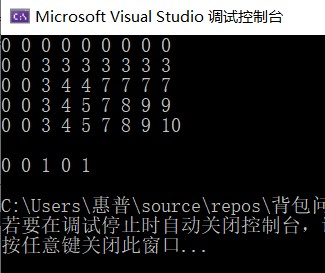 Microsoft Visual Studio 调试控制台
0 0 0 0 0 0 0 0 0
0 0 3 3 3 3 3 3 3
0 0 3 4 4 7 7 7 7
0 0 3 4 5 7 8 9 9
0 0 3 4 5 7 8 9 10
0 0 1 0 1
C:\Users\惠普\source\repos\背包问
若要在调试停止时自动关闭控制台,
按任意键关闭此窗口...